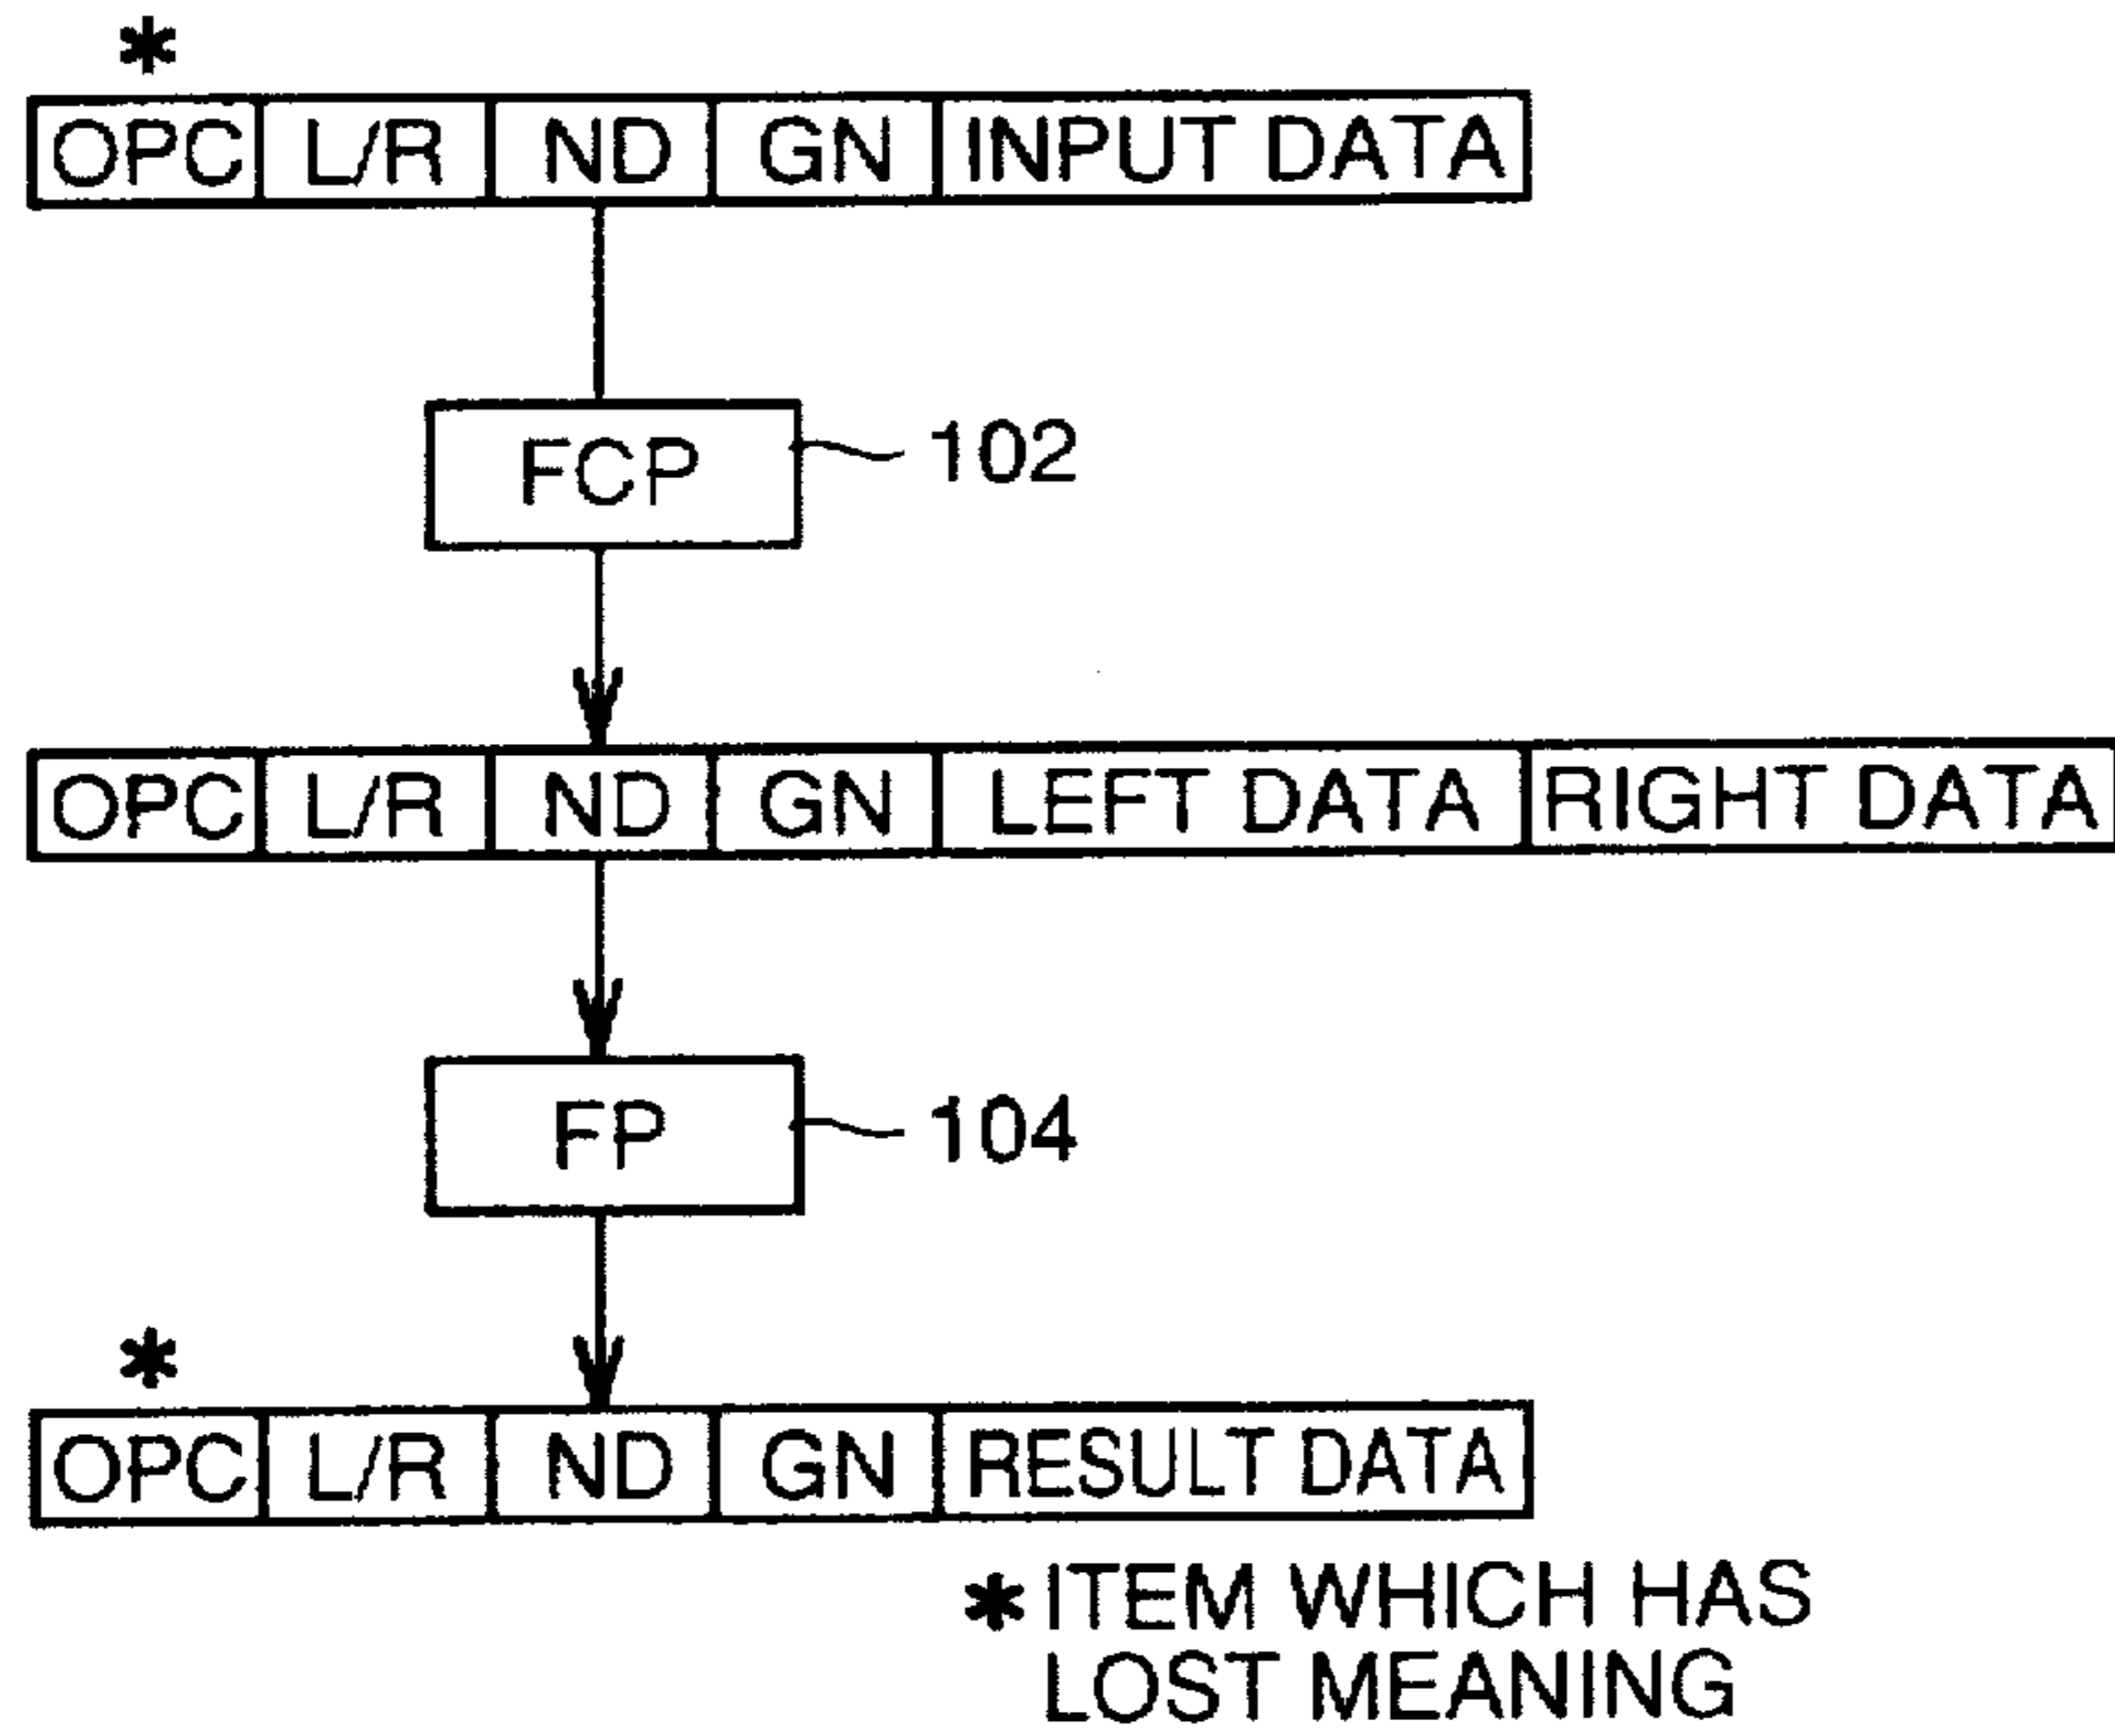 *
OPC L/R ND GN INPUT DATA
FCP 102
OPC L/R ND GN LEFT DATA RIGHT DATA
FP 104
*
OPC L/R ND GN RESULT DATA
* ITEM WHICH HAS
LOST MEANING